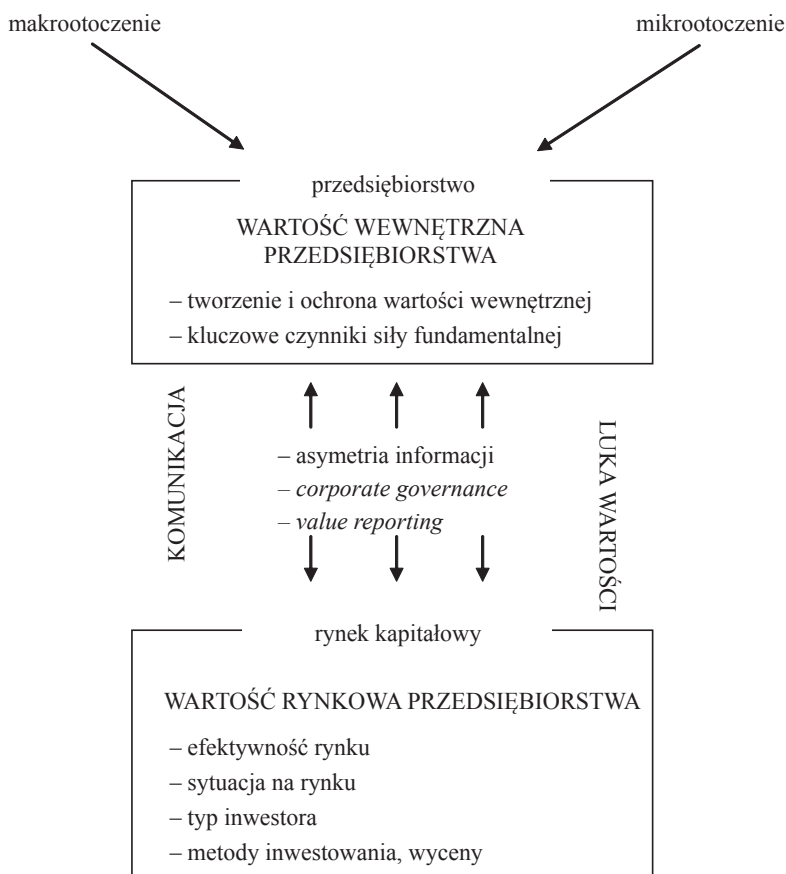 makrootoczenie
mikrootoczenie
przedsiębiorstwo
WARTOŚĆ WEWNĘTRZNA
PRZEDSIĘBIORSTWA
– tworzenie i ochrona wartości wewnętrznej
– kluczowe czynniki siły fundamentalnej
KOMUNIKACJA
– asymetria informacji
– corporate governance
– value reporting
LUKA WARTOŚCI
rynek kapitałowy
WARTOŚĆ RYNKOWA PRZEDSIĘBIORSTWA
– efektywność rynku
– sytuacja na rynku
– typ inwestora
– metody inwestowania, wyceny